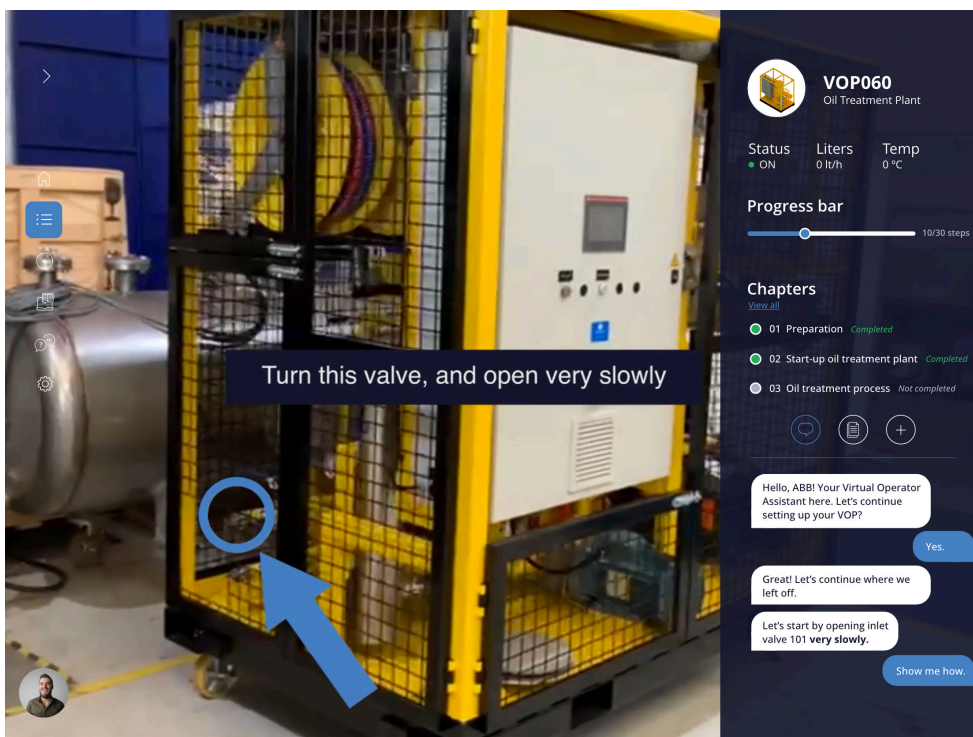 VOP060
Oil Treatment Plant
Status Liters Temp
ON 0 lt/h 0 ºC
Progress bar
10/30 steps
Chapters
View all
01 Preparation Completed
02 Start-up oil treatment plant Completed
03 Oil treatment process Not completed
Turn this valve, and open very slowly
Hello, ABB! Your Virtual Operator
Assistant here. Let's continue
setting up your VOP?
Yes.
Great! Let's continue where we
left off.
Let's start by opening inlet
valve 101 very slowly.
Show me how.